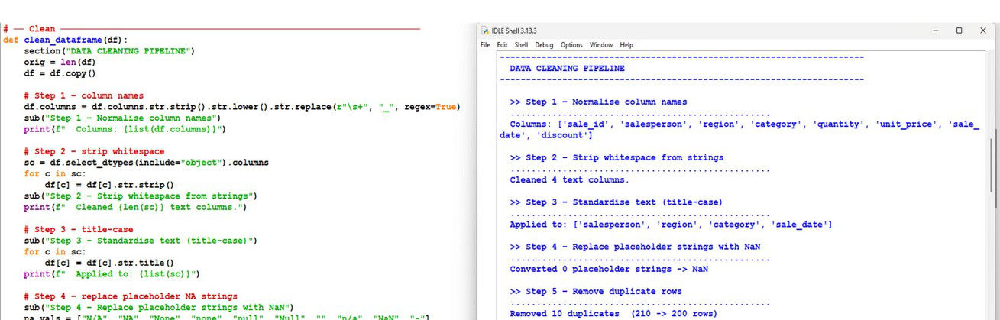 # —— Clean ——————————————————————————————
def clean_dataframe(df):
    section("DATA CLEANING PIPELINE")
    orig = len(df)
    df = df.copy()
    # Step 1 – column names
    df.columns = df.columns.str.strip().str.lower().str.replace(r"\s+", "_", regex=True)
    sub("Step 1 – Normalise column names")
    print(f"  Columns: {list(df.columns)}")
    # Step 2 – strip whitespace
    sc = df.select_dtypes(include="object").columns
    for c in sc:
        df[c] = df[c].str.strip()
    sub("Step 2 – Strip whitespace from strings")
    print(f"  Cleaned {len(sc)} text columns.")
    # Step 3 – title-case
    sub("Step 3 – Standardise text (title-case)")
    for c in sc:
        df[c] = df[c].str.title()
    print(f"  Applied to: {list(sc)}")
    # Step 4 – replace placeholder NA strings
    sub("Step 4 – Replace placeholder strings with NaN")
    na_vals = ["N/A", "NA", "None", "none", "null", "Null", "", "n/a", "NaN", "-"]
IDLE Shell 3.13.3
File Edit Shell Debug Options Window Help
----------------------------------------------------------------------
  DATA CLEANING PIPELINE
----------------------------------------------------------------------
  >> Step 1 – Normalise column names
  ..................................................
  Columns: ['sale_id', 'salesperson', 'region', 'category', 'quantity', 'unit_price', 'sale_
date', 'discount']
  >> Step 2 – Strip whitespace from strings
  ..................................................
  Cleaned 4 text columns.
  >> Step 3 – Standardise text (title-case)
  ..................................................
  Applied to: ['salesperson', 'region', 'category', 'sale_date']
  >> Step 4 – Replace placeholder strings with NaN
  ..................................................
  Converted 0 placeholder strings -> NaN
  >> Step 5 – Remove duplicate rows
  ..................................................
  Removed 10 duplicates  (210 -> 200 rows)